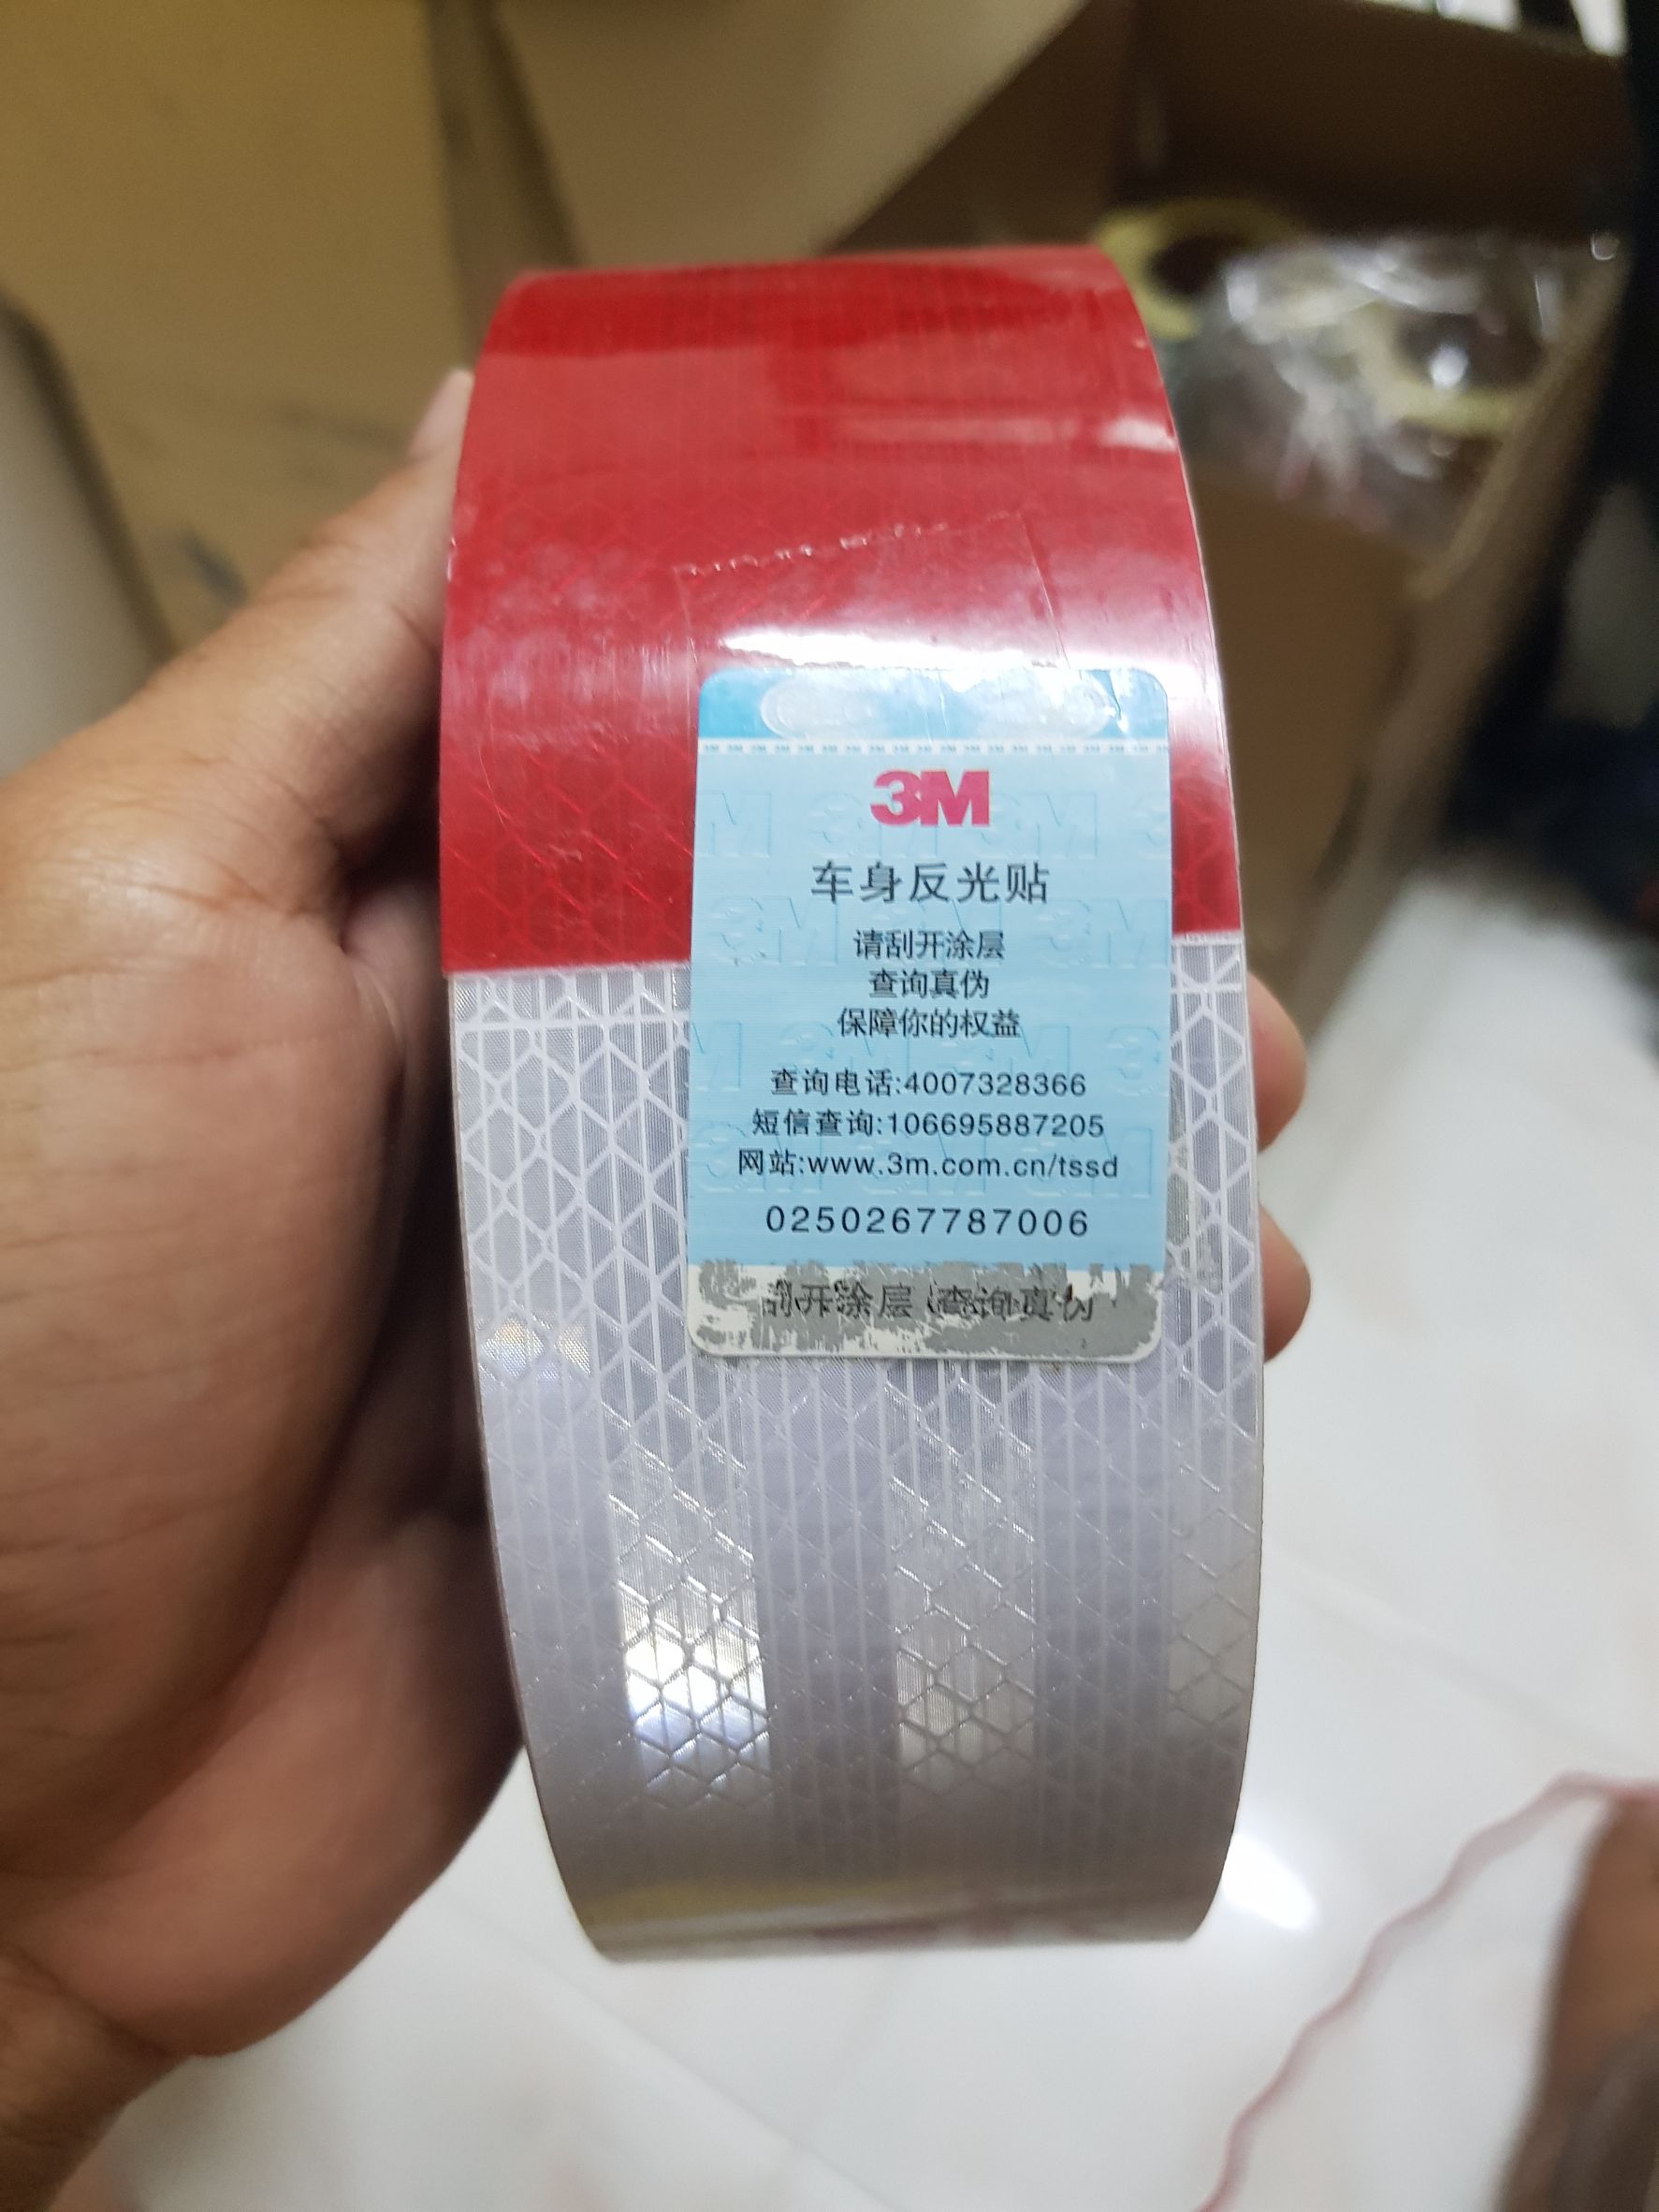 3M
车身反光贴
请刮开涂层
查询真伪
保障你的权益
查询电话:4007328366
短信查询:106695887205
网站:www.3m.com.cn/tssd
0250267787006
刮开涂层 查询真伪